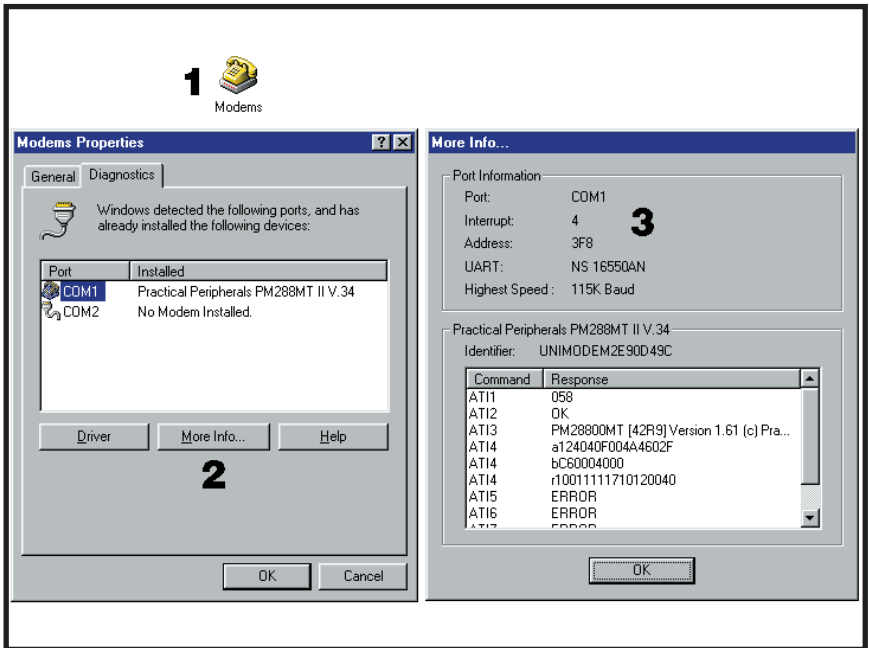 1
Modems
Modems Properties
General Diagnostics
Windows detected the following ports, and has
already installed the following devices:
Port Installed
COM1 Practical Peripherals PM288MT II V.34
COM2 No Modem Installed.
Driver More Info... Help
2
OK Cancel
More Info...
Port Information
Port: COM1
Interrupt: 4
3
Address: 3F8
UART: NS 16550AN
Highest Speed : 115K Baud
Practical Peripherals PM288MT II V.34
Identifier: UNIMODEM2E90D49C
Command Response
ATI1 058
ATI2 OK
ATI3 PM28800MT [42R9] Version 1.61 (c) Pra...
ATI4 a124040F004A4602F
ATI4 bC60004000
ATI4 r10011111710120040
ATI5 ERROR
ATI6 ERROR
ATI7 ERROR
OK